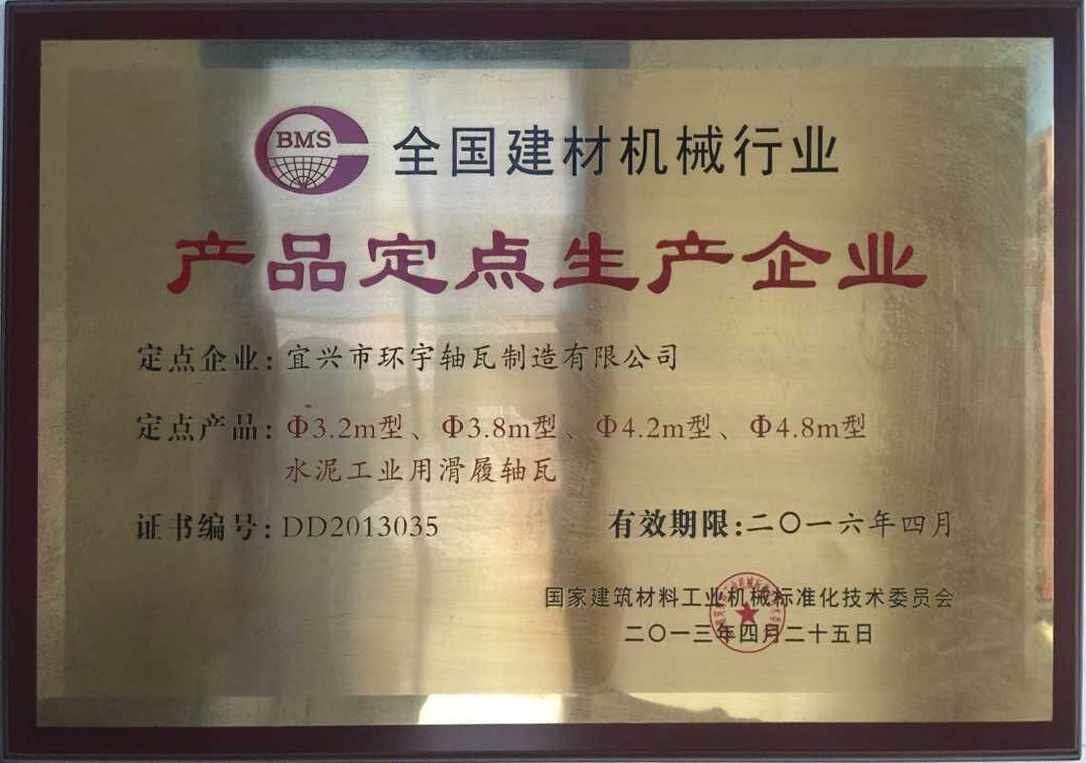 BMS
全国建材机械行业
产品定点生产企业
定点企业：宜兴市环宇轴瓦制造有限公司
定点产品：Φ3.2m型、Φ3.8m型、Φ4.2m型、Φ4.8m型
水泥工业用滑履轴瓦
证书编号：DD2013035
有效期限：二〇一六年四月
国家建筑材料工业机械标准化技术委员会
二〇一三年四月二十五日